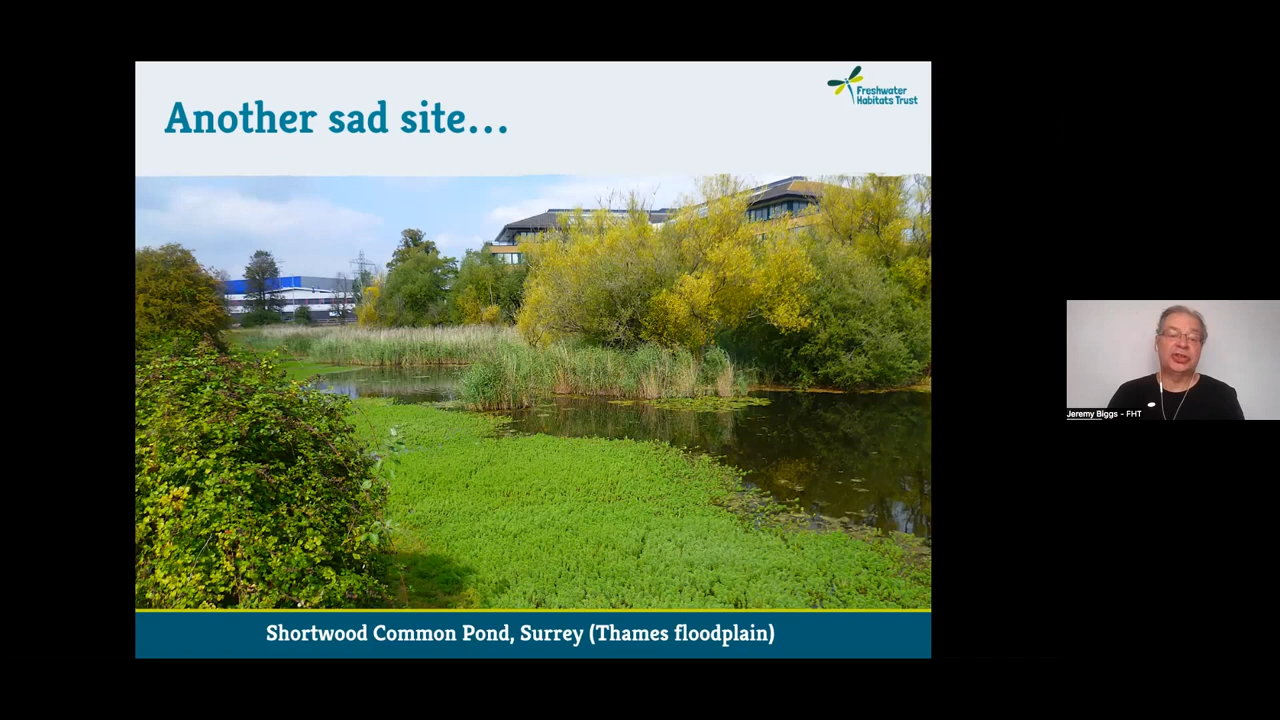 Another sad site...
Freshwater
Habitats Trust
Shortwood Common Pond, Surrey (Thames floodplain)
Jeremy Biggs - FHT